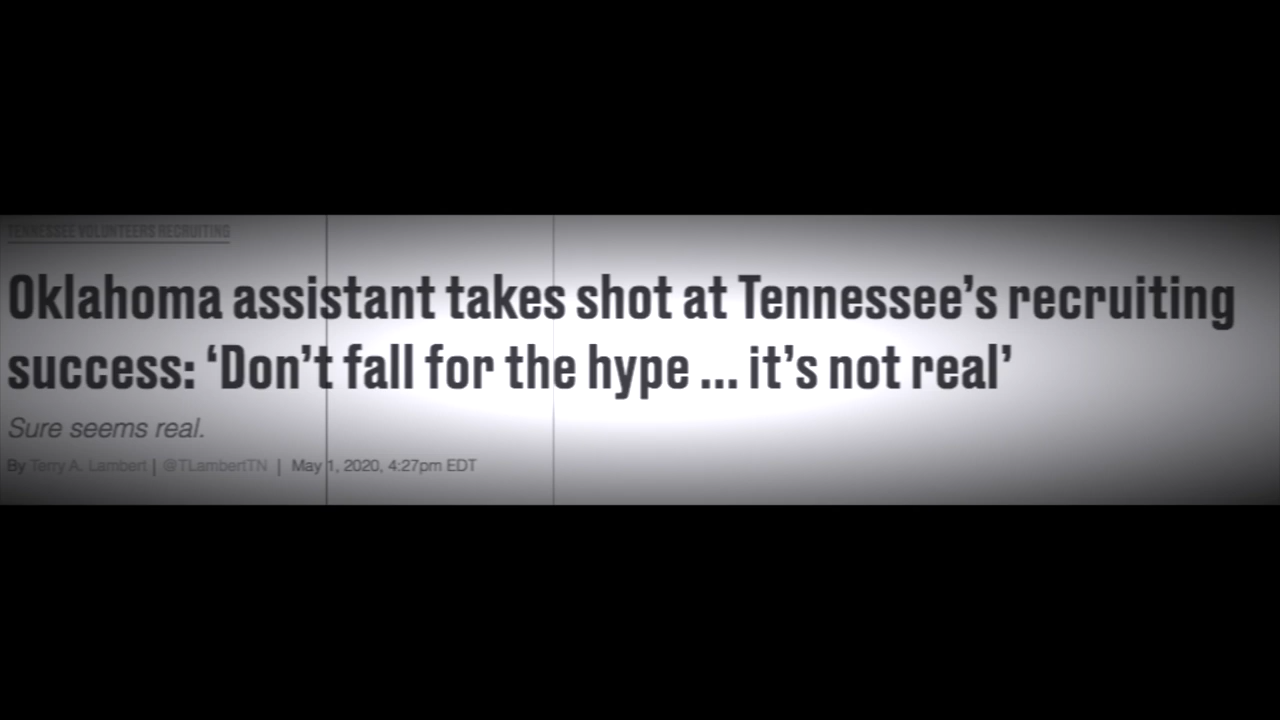 TENNESSEE VOLUNTEERS RECRUITING
Oklahoma assistant takes shot at Tennessee’s recruiting
success: ‘Don’t fall for the hype ... it’s not real’
Sure seems real.
By Terry A. Lambert | @TLambertTN | May 1, 2020, 4:27pm EDT